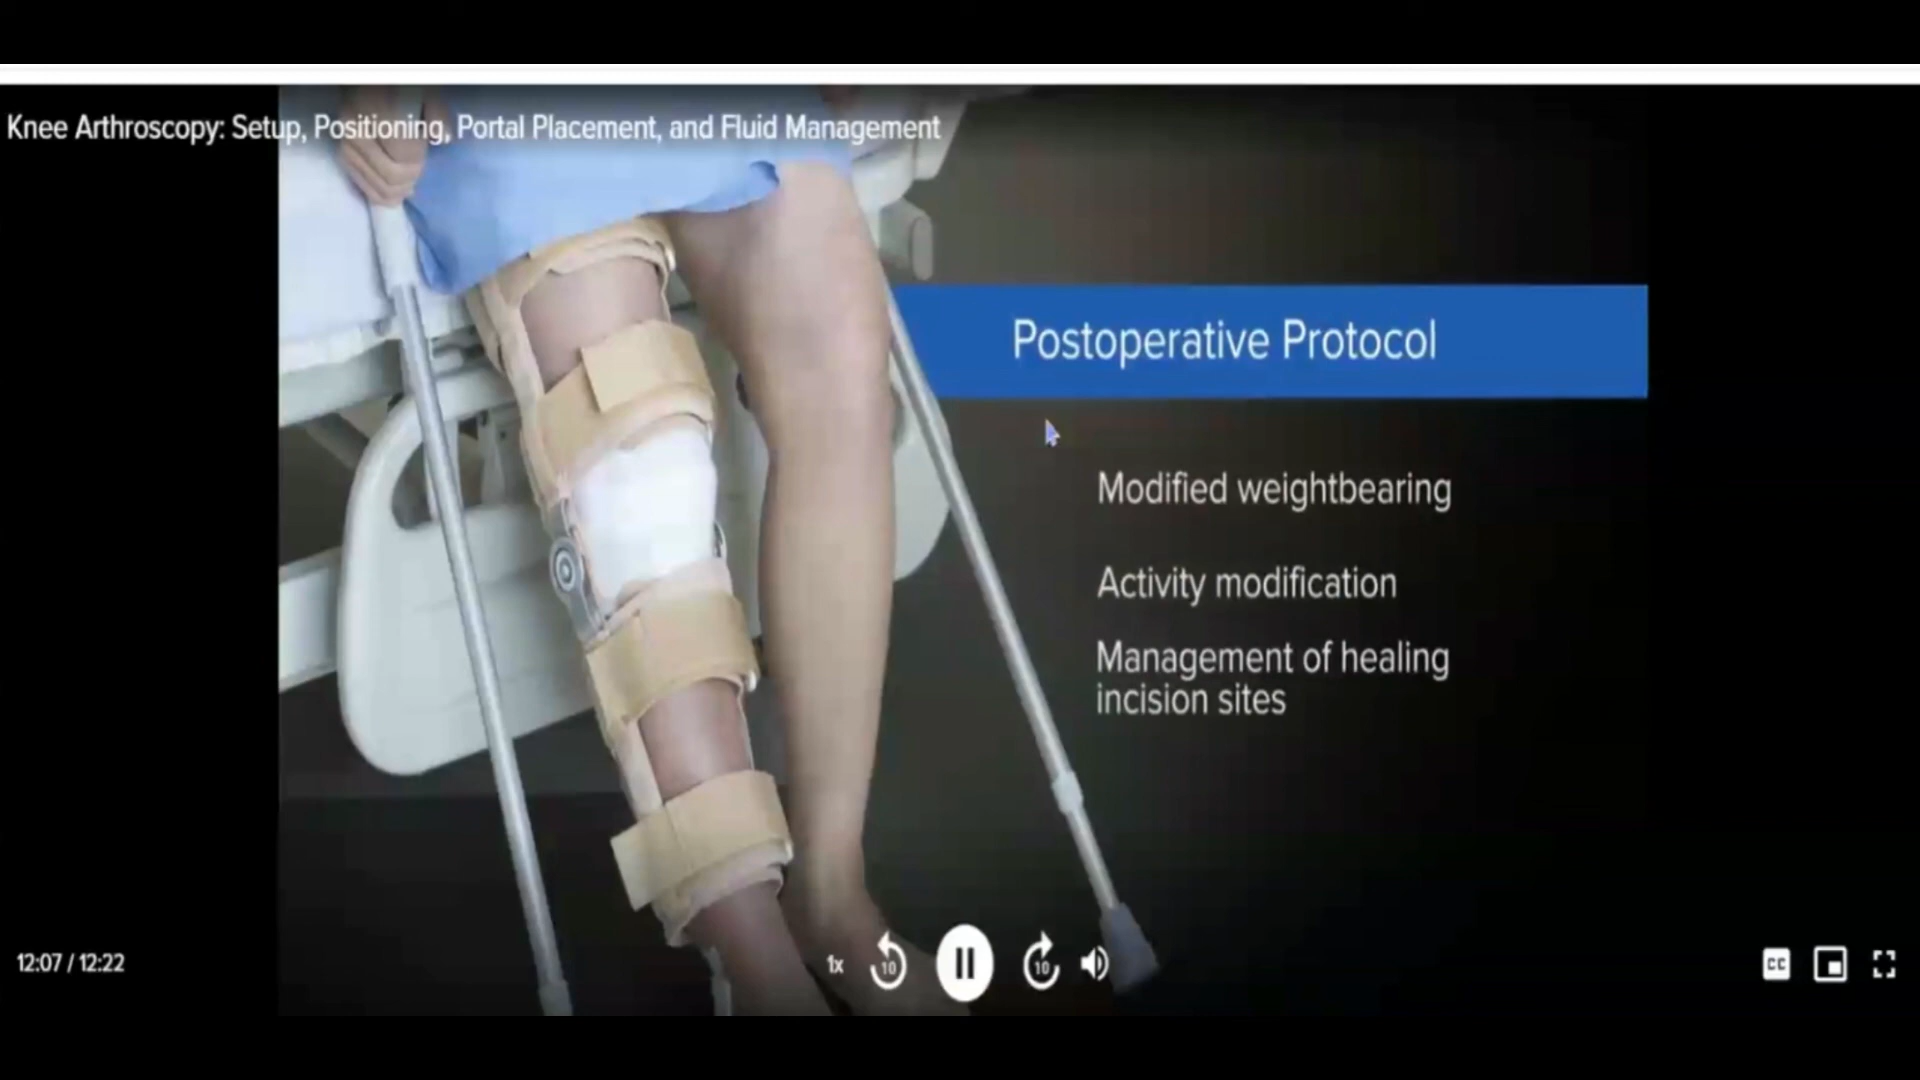 Knee Arthroscopy: Setup, Positioning, Portal Placement, and Fluid Management
Postoperative Protocol
Modified weightbearing
Activity modification
Management of healing
incision sites
12:07 / 12:22
1x
10
10
CC